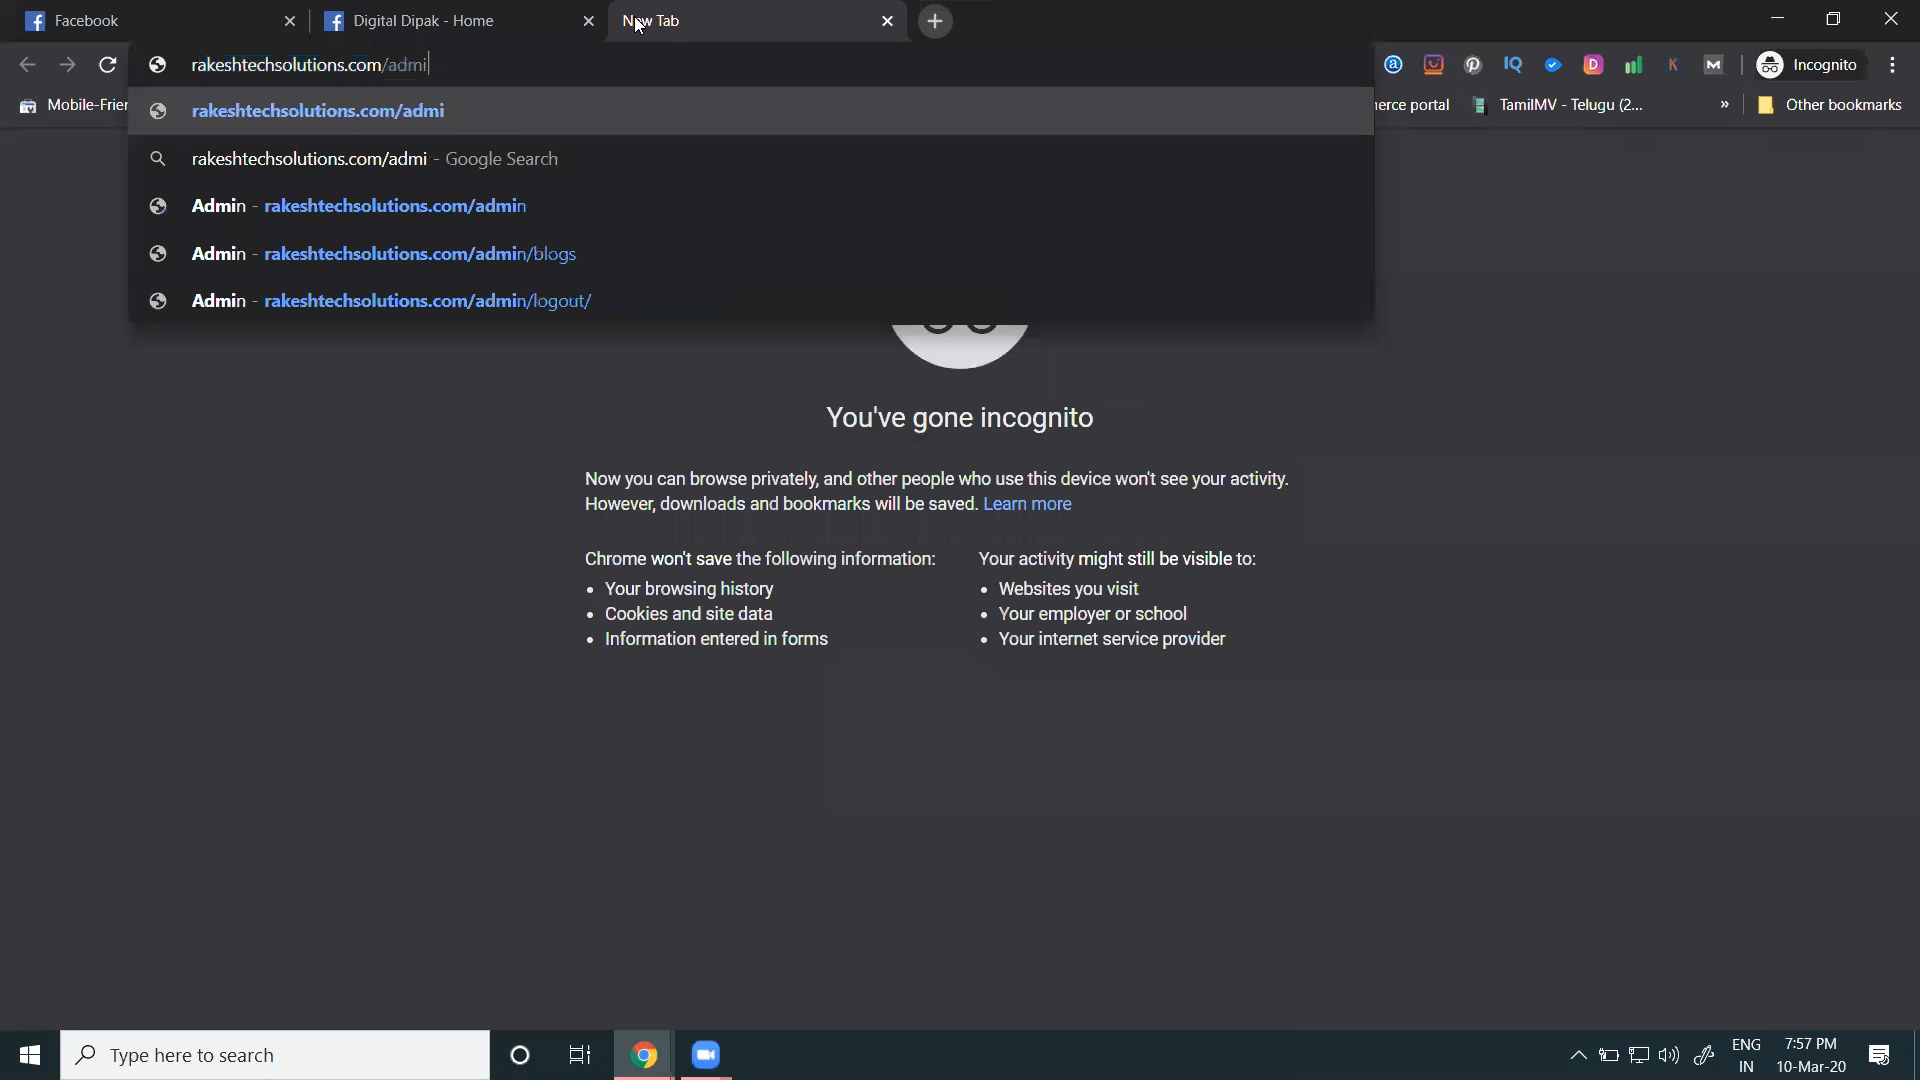 Facebook
Digital Dipak - Home
New Tab
rakeshtechsolutions.com/admi
Incognito
Mobile-Frier
erce portal
TamilMV - Telugu (2...
»
Other bookmarks
rakeshtechsolutions.com/admi
rakeshtechsolutions.com/admi - Google Search
Admin - rakeshtechsolutions.com/admin
Admin - rakeshtechsolutions.com/admin/blogs
Admin - rakeshtechsolutions.com/admin/logout/
You've gone incognito
Now you can browse privately, and other people who use this device won't see your activity.
However, downloads and bookmarks will be saved. Learn more
Chrome won't save the following information:
• Your browsing history
• Cookies and site data
• Information entered in forms
Your activity might still be visible to:
• Websites you visit
• Your employer or school
• Your internet service provider
Type here to search
ENG
IN
7:57 PM
10-Mar-20